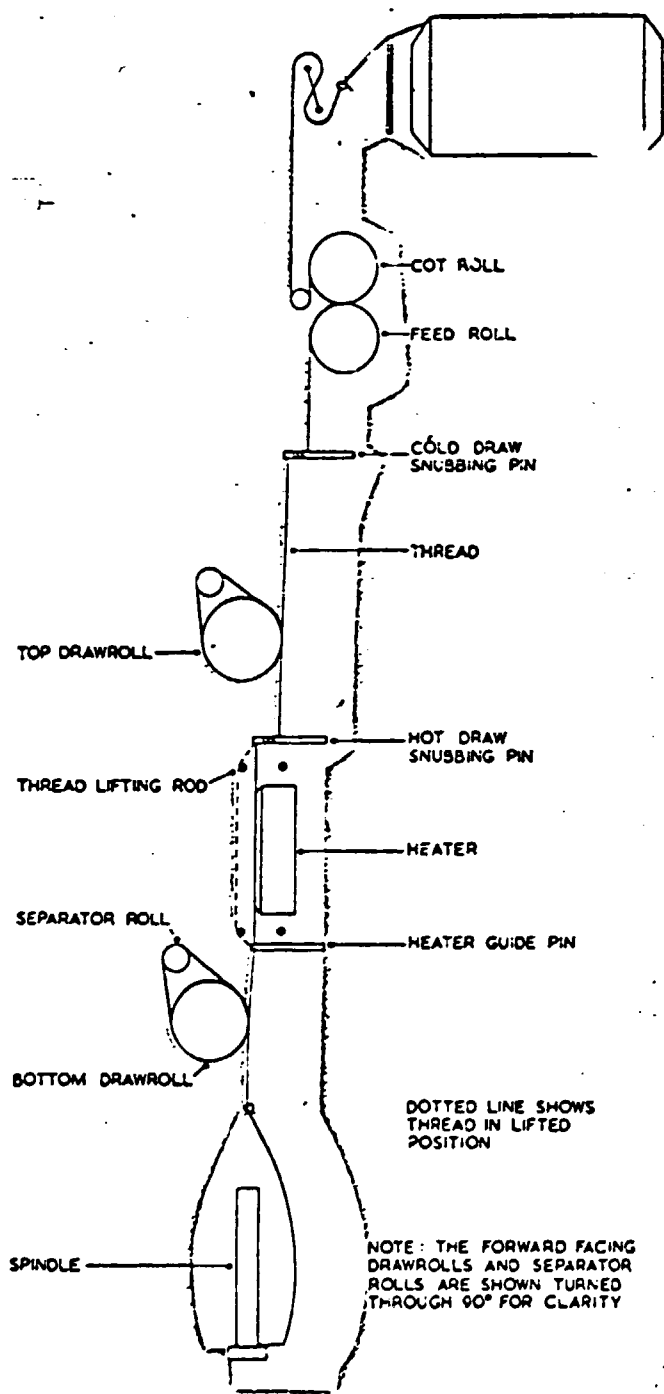 COT ROLL
FEED ROLL
COLD DRAW
SNUBBING PIN
THREAD
TOP DRAWROLL
HOT DRAW
SNUBBING PIN
THREAD LIFTING ROD
HEATER
SEPARATOR ROLL
HEATER GUIDE PIN
BOTTOM DRAWROLL
DOTTED LINE SHOWS
THREAD IN LIFTED
POSITION
SPINDLE
NOTE: THE FORWARD FACING
DRAWROLLS AND SEPARATOR
ROLLS ARE SHOWN TURNED
THROUGH 90° FOR CLARITY